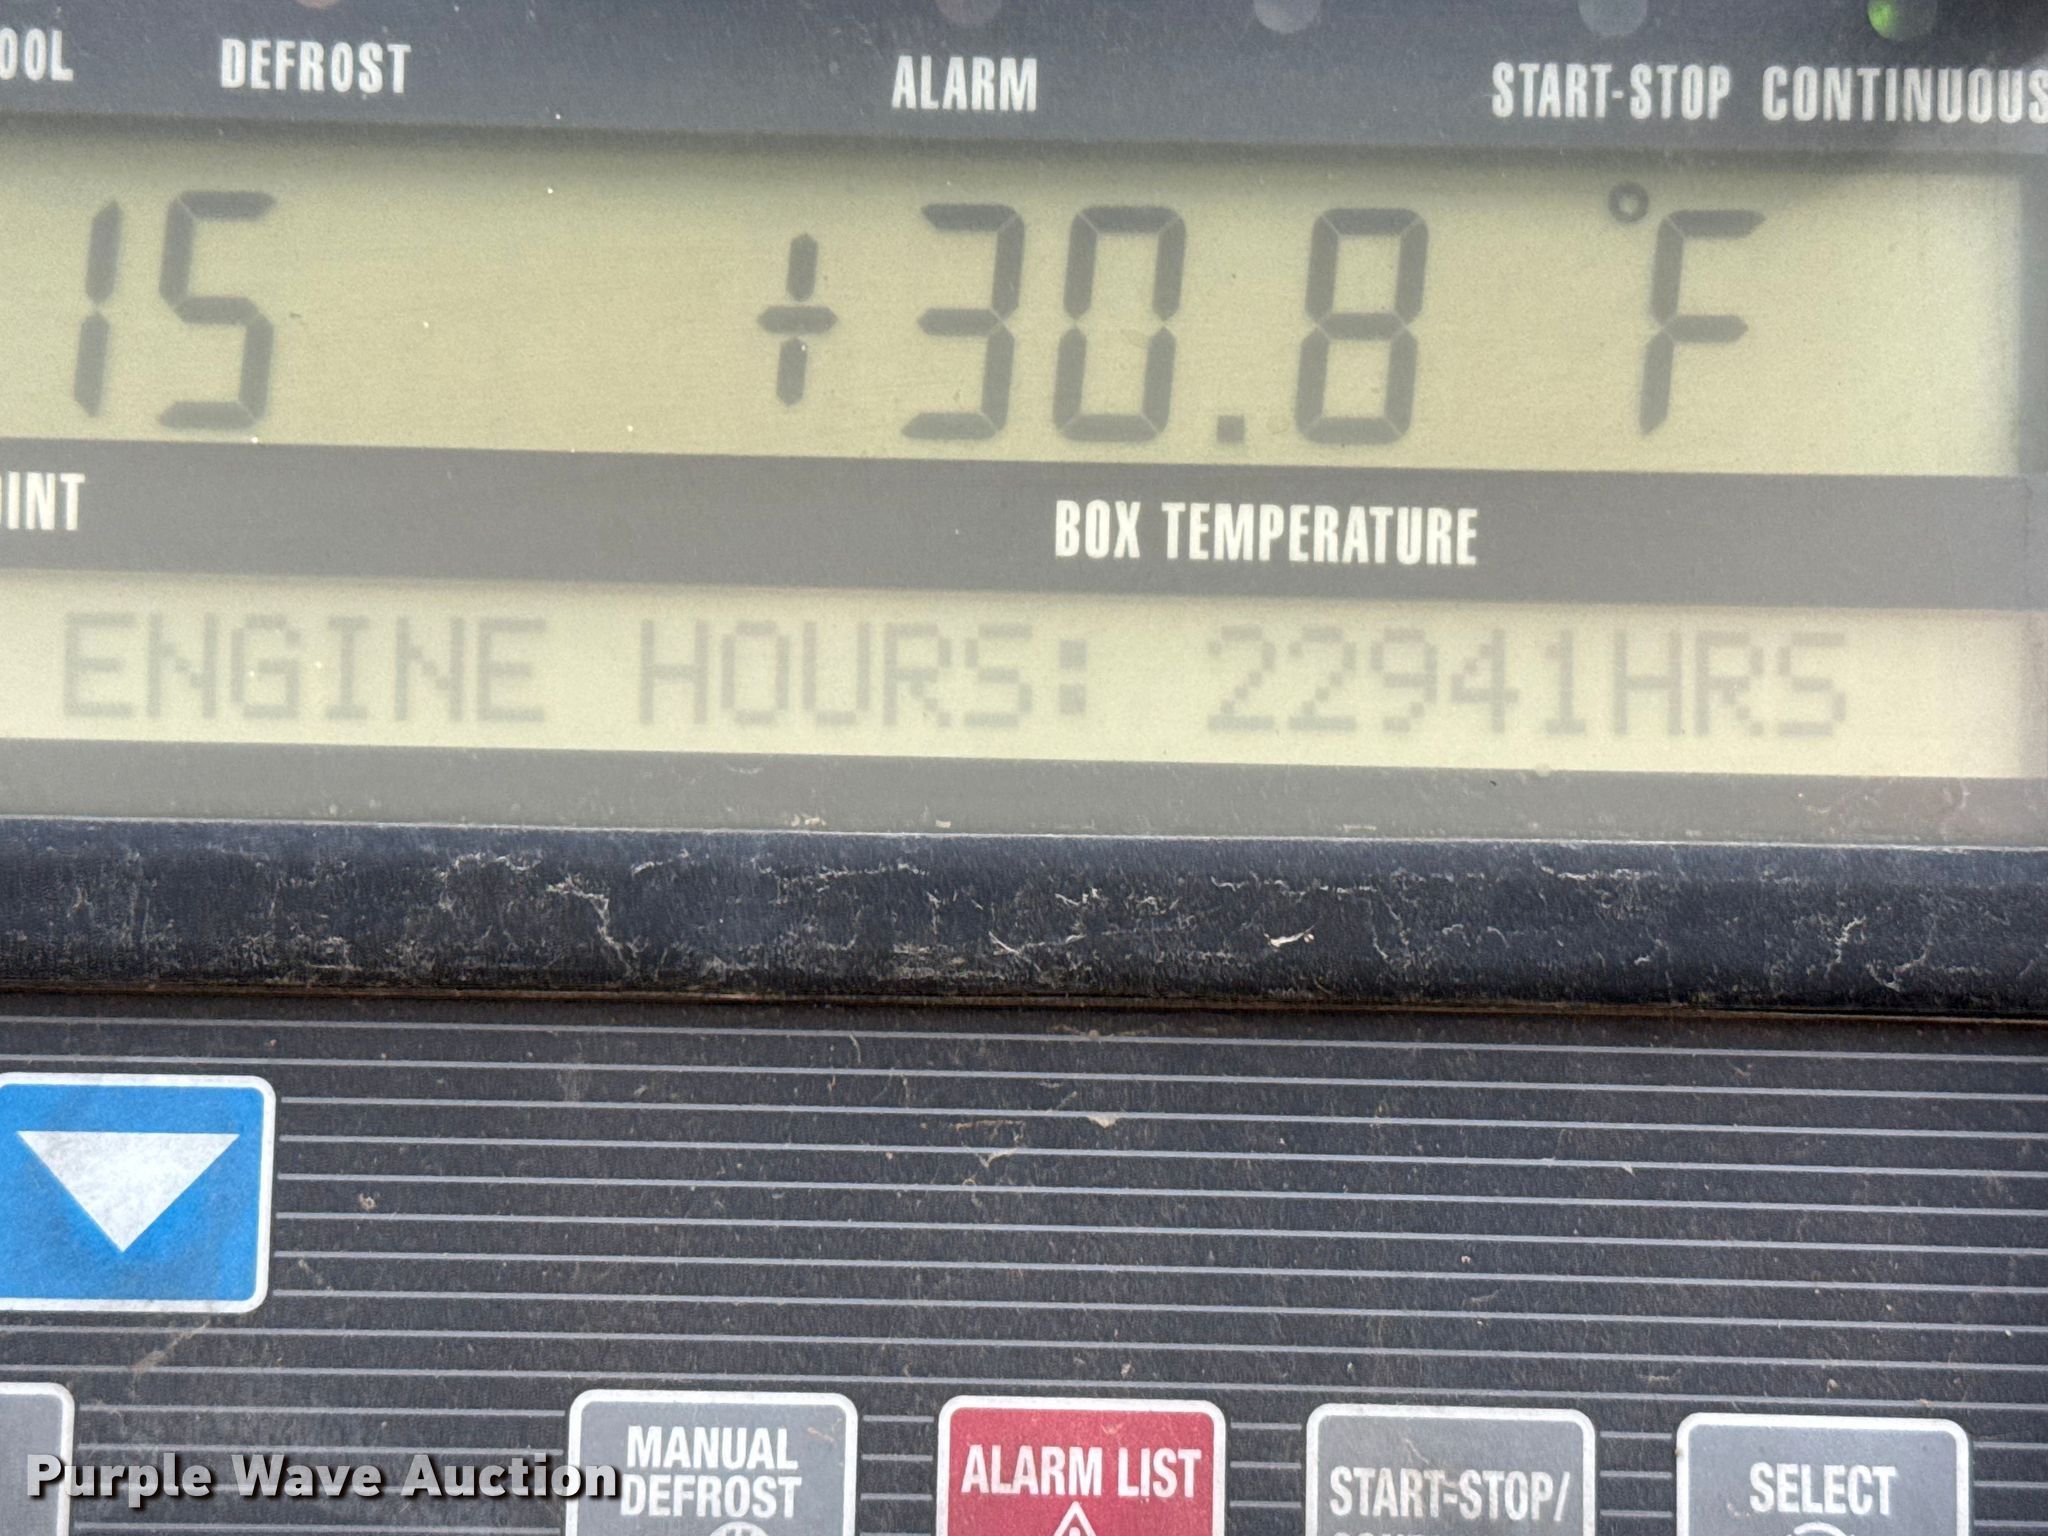 DEFROST ALARM START-STOP CONTINUOUS
15 +30.8 °F
BOX TEMPERATURE
ENGINE HOURS: 22941HRS
MANUAL DEFROST
ALARM LIST
START-STOP/
SELECT
Purple Wave Auction